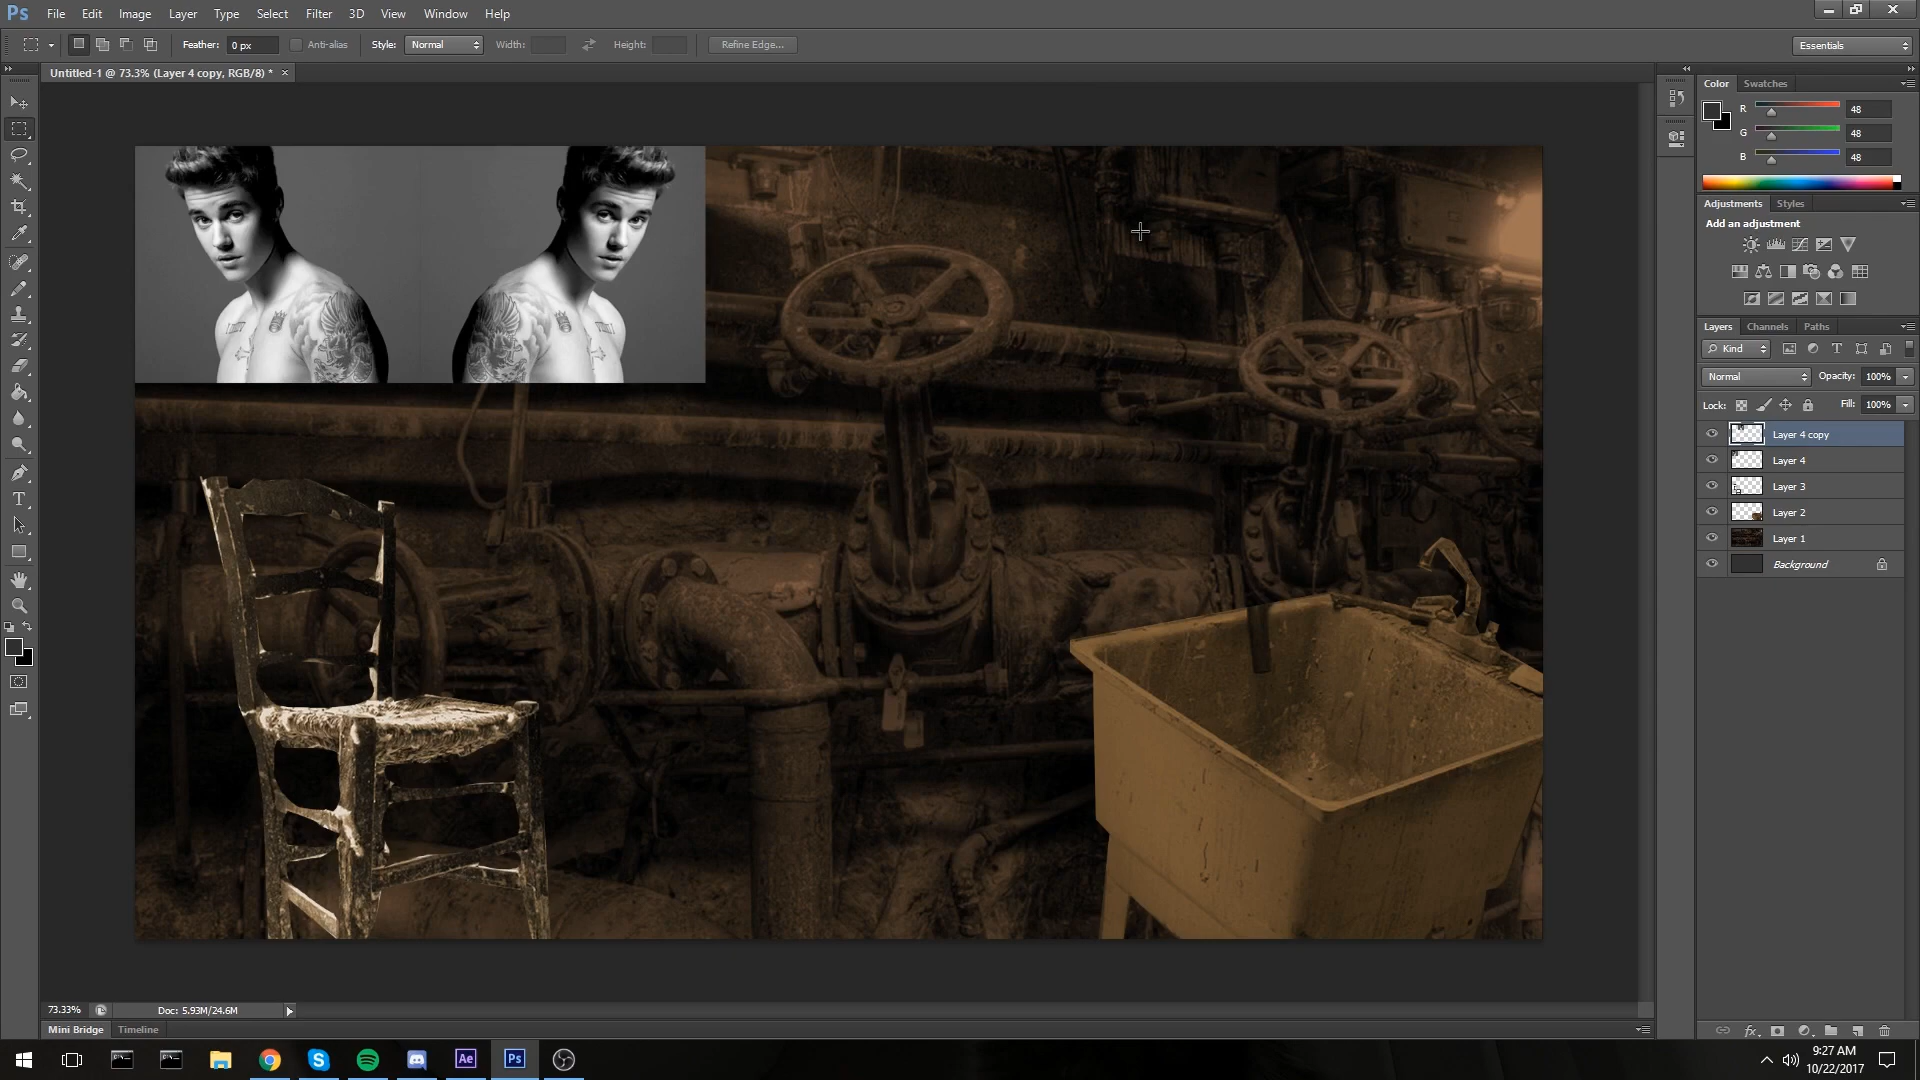 Ps File Edit Image Layer Type Select Filter 3D View Window Help
Feather: 0 px Anti-alias Style: Normal Width: Height: Refine Edge... Essentials
Untitled-1 @ 73.3% (Layer 4 copy, RGB/8) * ×
Color Swatches
R 48
G 48
B 48
Adjustments Styles
Add an adjustment
Layers Channels Paths
Kind
Normal Opacity: 100%
Lock: Fill: 100%
Layer 4 copy
Layer 4
Layer 3
Layer 2
Layer 1
Background
73.33% Doc: 5.93M/24.6M
Mini Bridge Timeline
Ae Ps
9:27 AM
10/22/2017